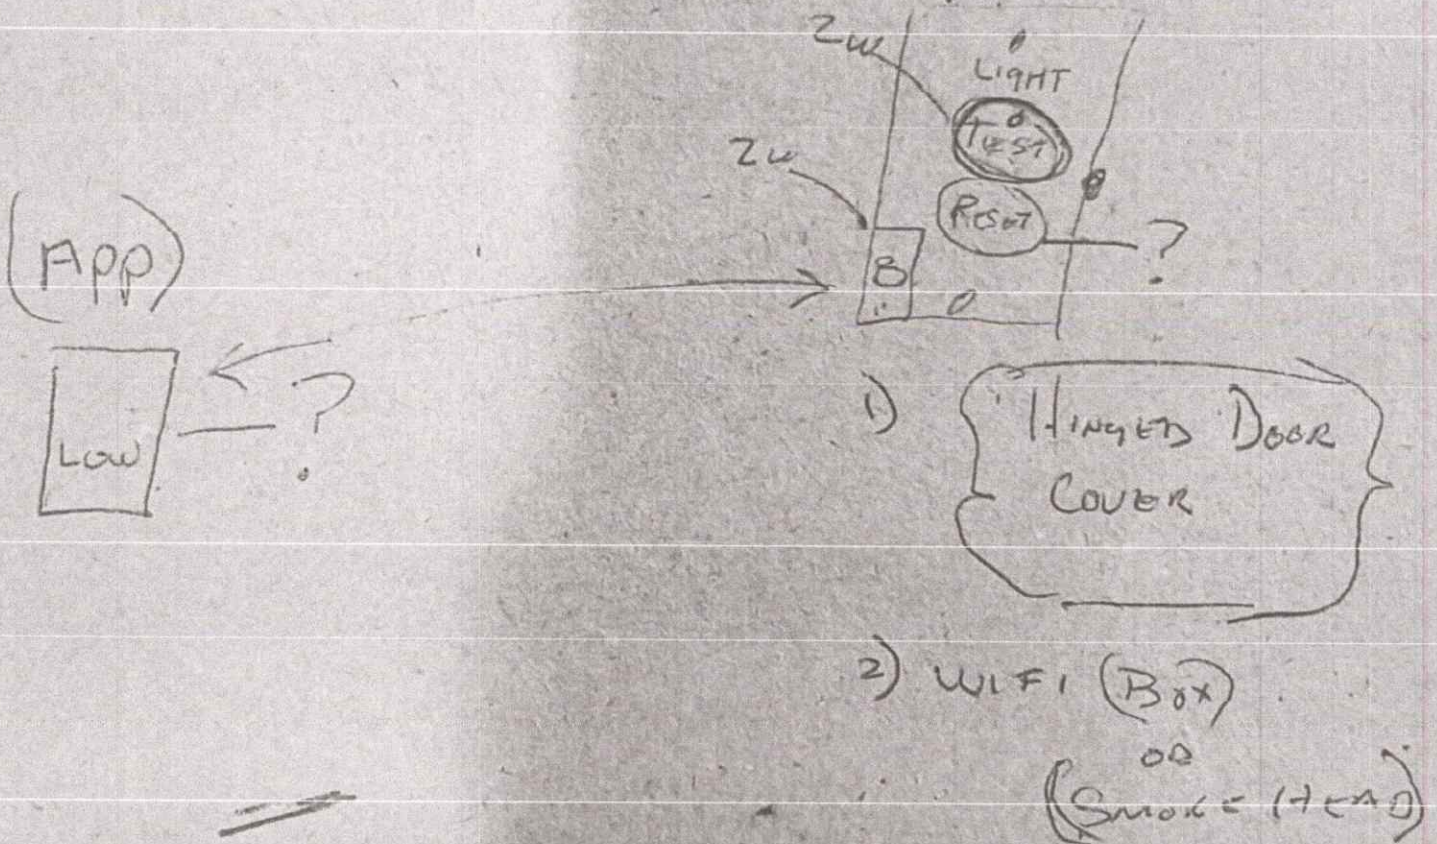 2w
LIGHT
TEST
2w
RESET
?
B
(APP)
LOW
?
1) HINGED DOOR
COVER
2) WIFI (BOX)
OR
(SMOKE HEAD)